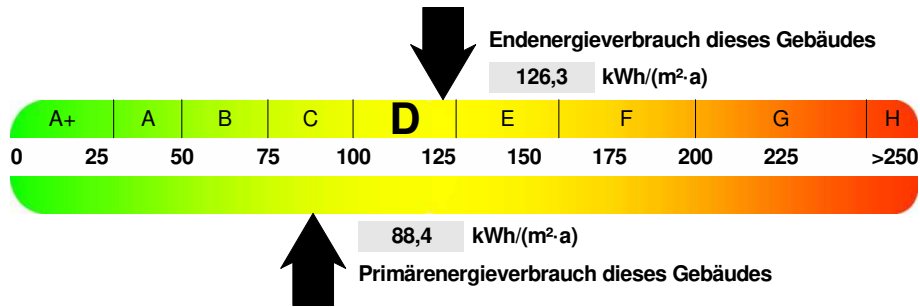 Endenergieverbrauch dieses Gebäudes
126,3 kWh/(m²·a)
A+ A B C D E F G H
0 25 50 75 100 125 150 175 200 225 >250
88,4 kWh/(m²·a)
Primärenergieverbrauch dieses Gebäudes